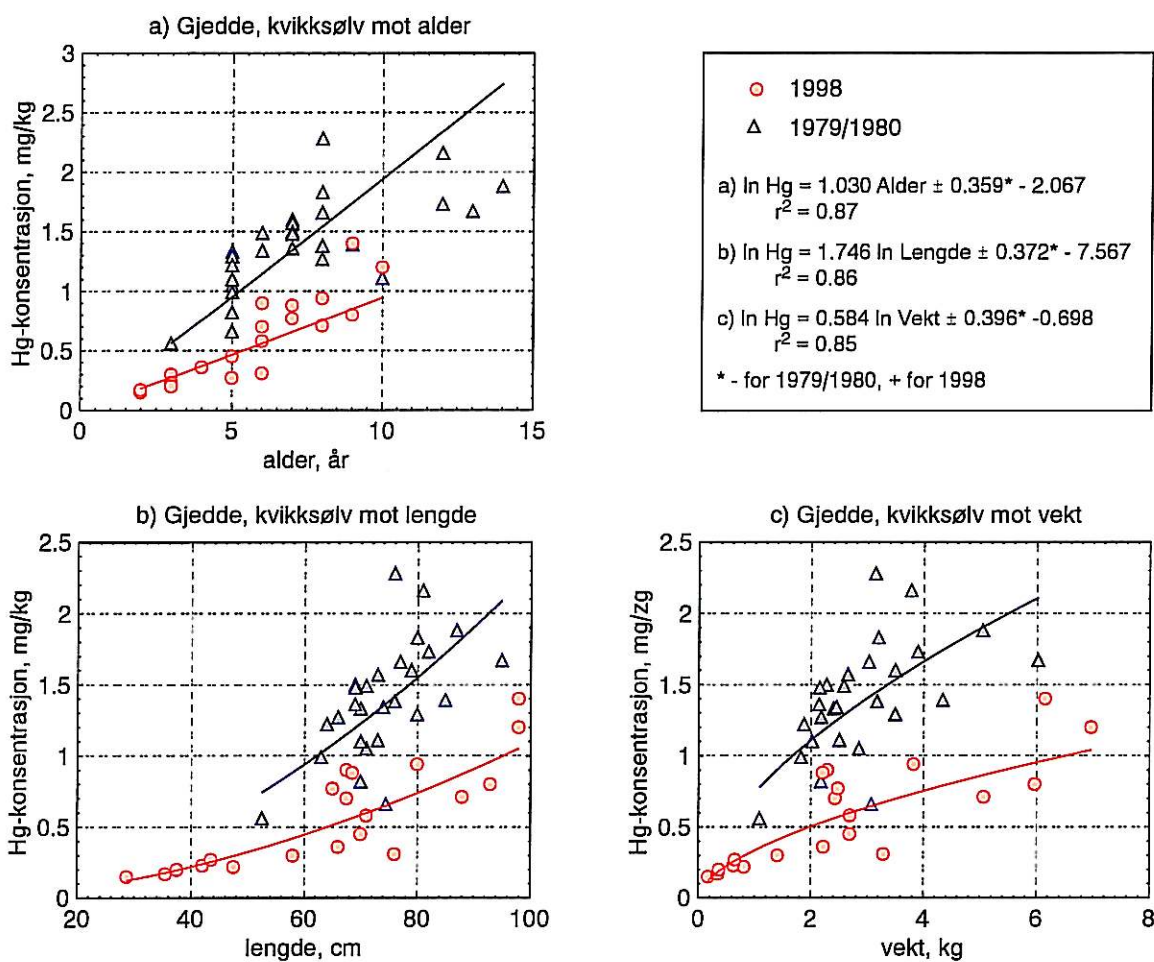 a) Gjedde, kvikksølv mot alder
3
2.5
2
1.5
1
0.5
0
Hg-konsentrasjon, mg/kg
0
5
10
15
alder, år
1998
1979/1980
a) ln Hg = 1.030 Alder ± 0.359* - 2.067
r² = 0.87
b) ln Hg = 1.746 ln Lengde ± 0.372* - 7.567
r² = 0.86
c) ln Hg = 0.584 ln Vekt ± 0.396* -0.698
r² = 0.85
* - for 1979/1980, + for 1998
b) Gjedde, kvikksølv mot lengde
2.5
2
1.5
1
0.5
0
Hg-konsentrasjon, mg/kg
20
40
60
80
100
lengde, cm
c) Gjedde, kvikksølv mot vekt
2.5
2
1.5
1
0.5
0
Hg-konsentrasjon, mg/zg
0
2
4
6
8
vekt, kg